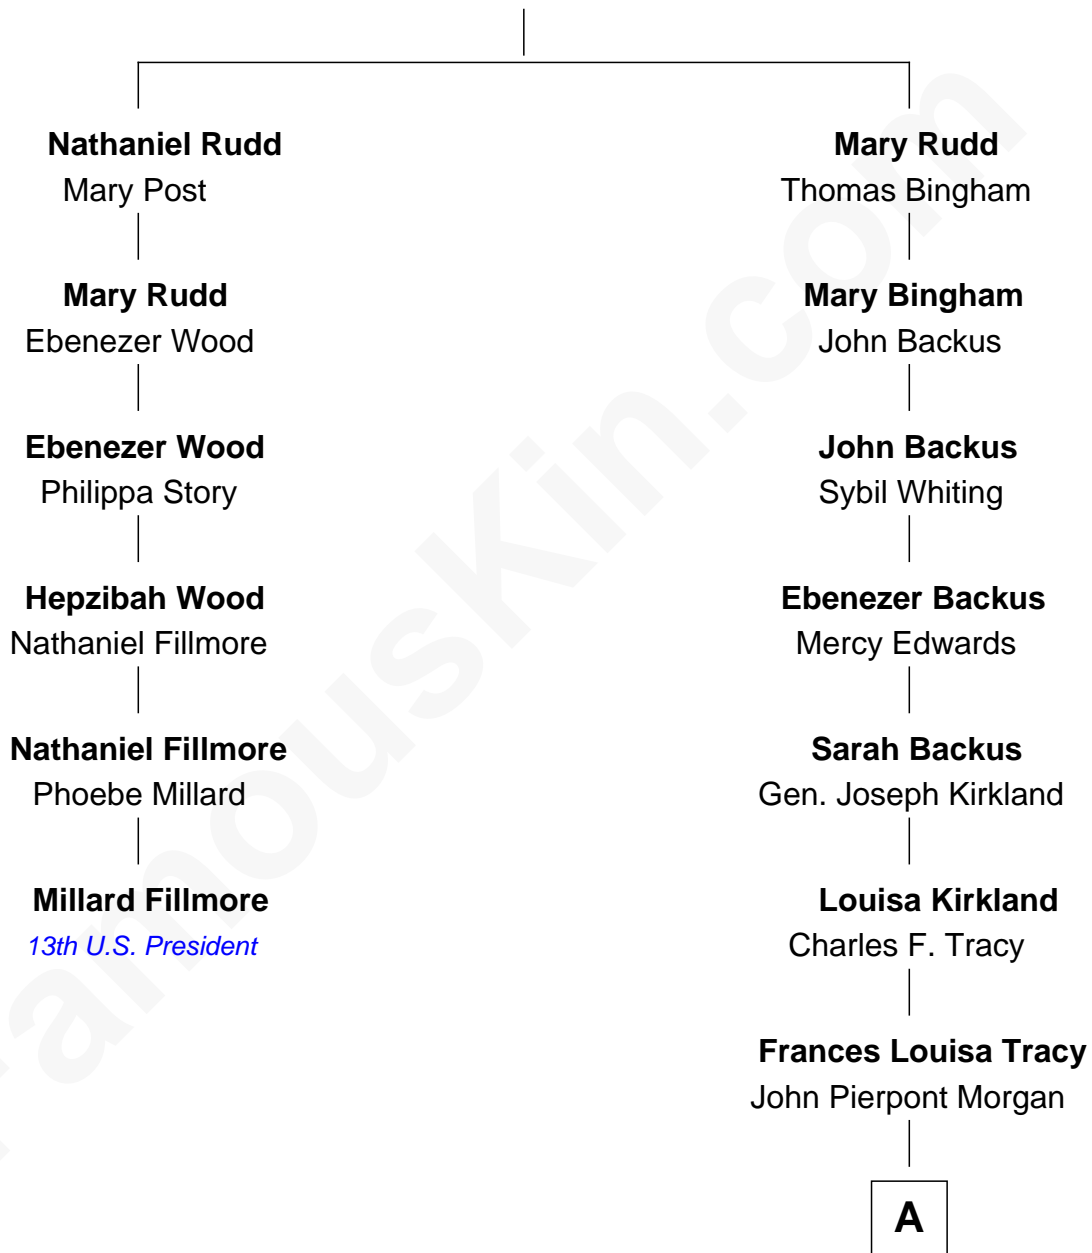 Nathaniel Rudd
Mary Post
Mary Rudd
Ebenezer Wood
Ebenezer Wood
Philippa Story
Hepzibah Wood
Nathaniel Fillmore
Nathaniel Fillmore
Phoebe Millard
Millard Fillmore
13th U.S. President
Mary Rudd
Thomas Bingham
Mary Bingham
John Backus
John Backus
Sybil Whiting
Ebenezer Backus
Mercy Edwards
Sarah Backus
Gen. Joseph Kirkland
Louisa Kirkland
Charles F. Tracy
Frances Louisa Tracy
John Pierpont Morgan
A
FamousKin.com